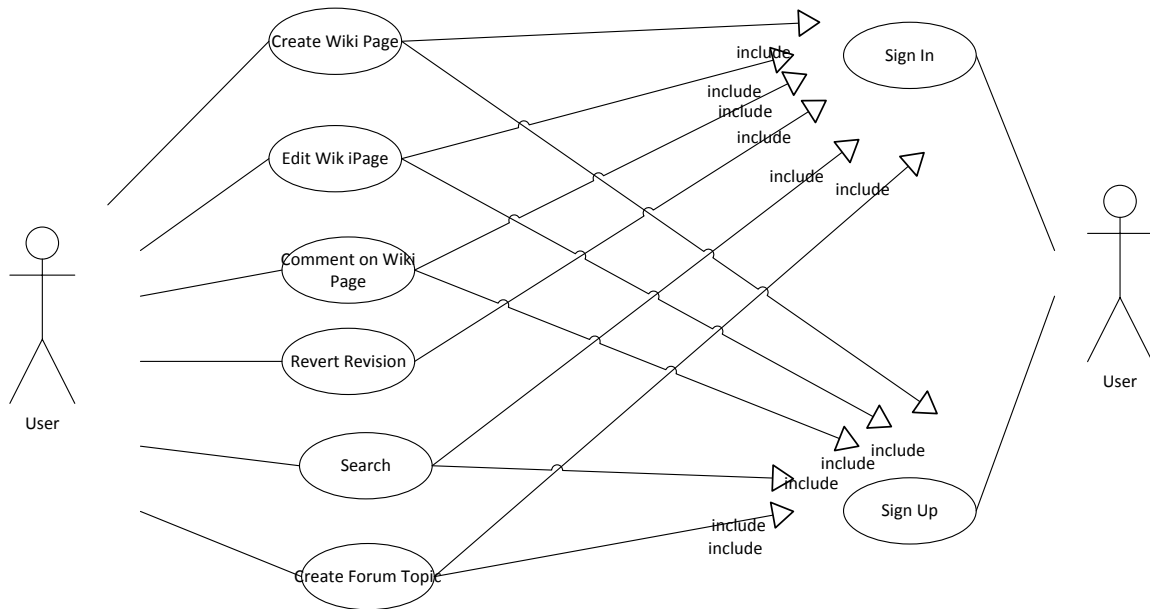 Create Wiki Page
include
Sign In
include
include
include
Edit Wik iPage
include
include
Comment on Wiki
Page
Revert Revision
User
User
include
include
Search
include
Sign Up
include
include
Create Forum Topic